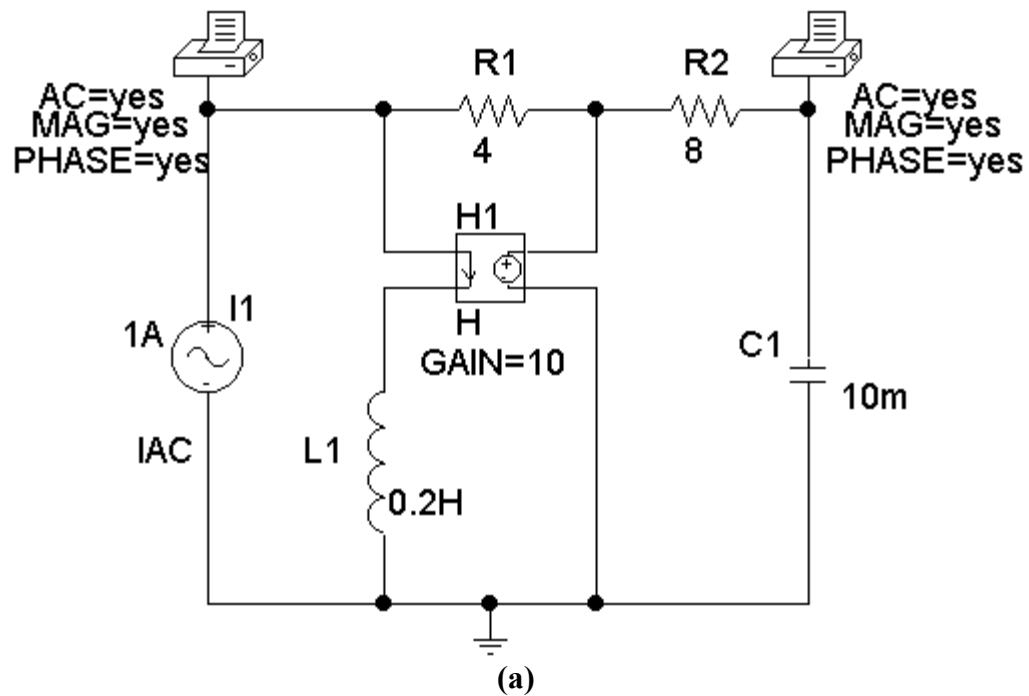 R1
R2
AC=yes
MAG=yes
PHASE=yes
AC=yes
MAG=yes
PHASE=yes
4
8
H1
+
-
I1
+
1A
-
H
GAIN=10
C1
10m
IAC
L1
0.2H
(a)